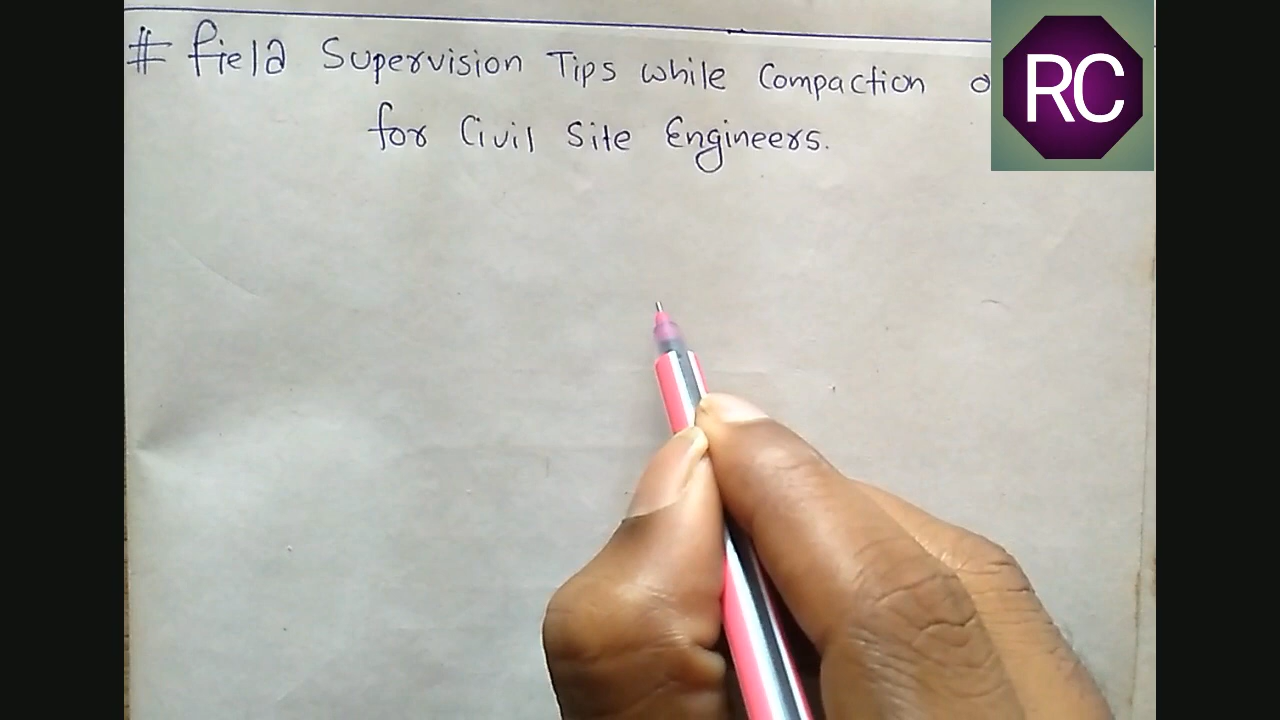 # Field Supervision Tips while Compaction
for Civil Site Engineers.
RC